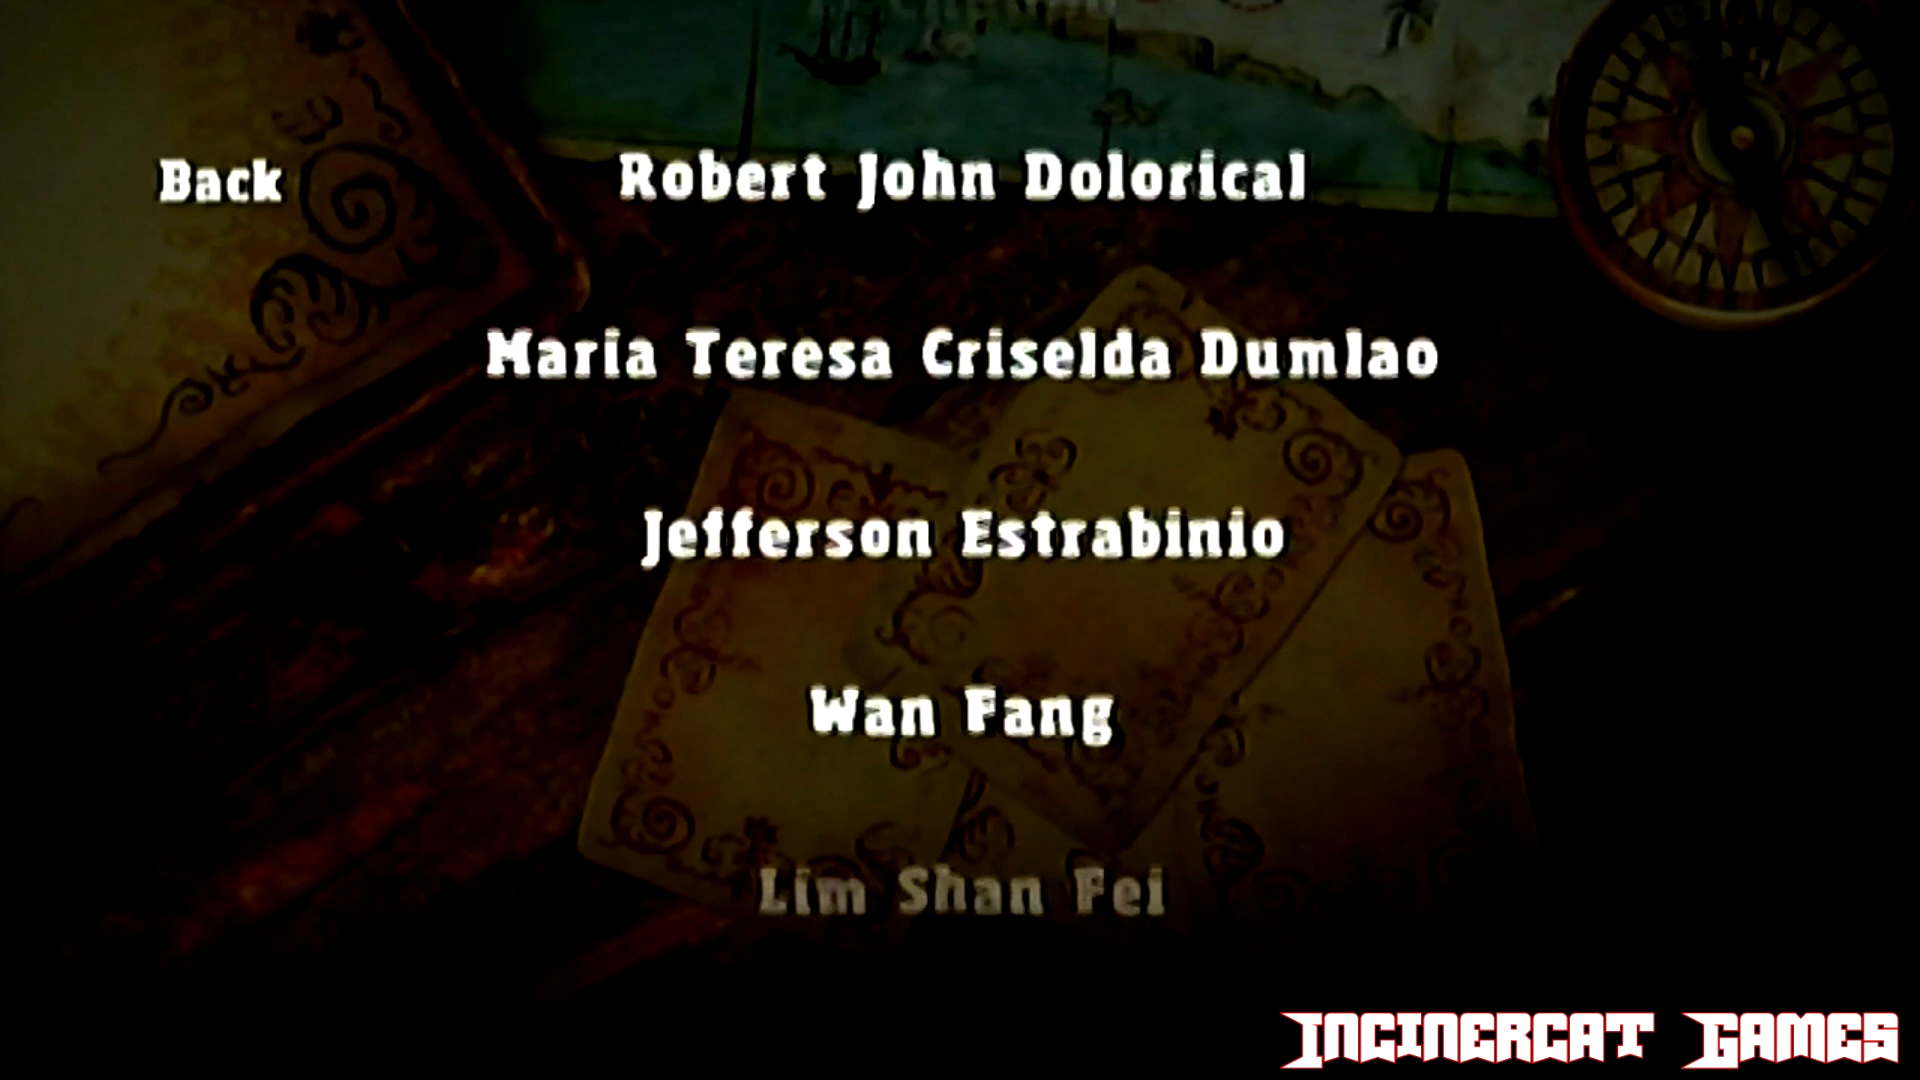 Back
Robert John Dolorical
Maria Teresa Criselda Dumlao
Jefferson Estrabinio
Wan Fang
Lim Shan Fei
INCINERCAT GAMES